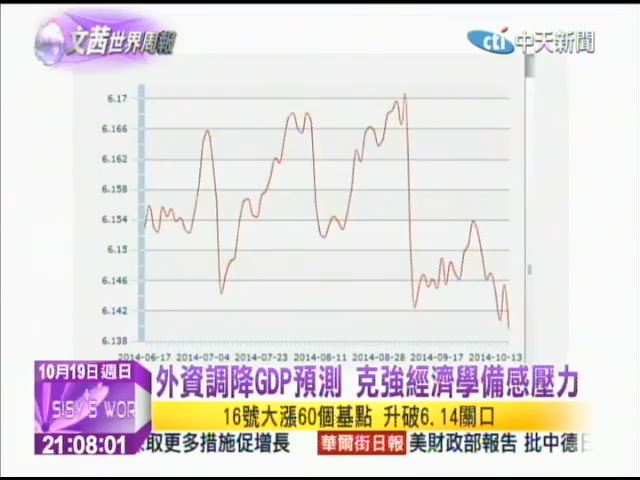 文茜世界周報
cti 中天新聞
6.17
6.166
6.162
6.158
6.154
6.15
6.146
6.142
6.138
2014-06-17 2014-07-04 2014-07-23 2014-08-11 2014-08-28 2014-09-17 2014-10-13
10月19日週日
外資調降GDP預測 克強經濟學備感壓力
SISY'S WOR
16號大漲60個基點 升破6.14關口
21:08:01
取更多措施促增長 華爾街日報 美財政部報告 批中德